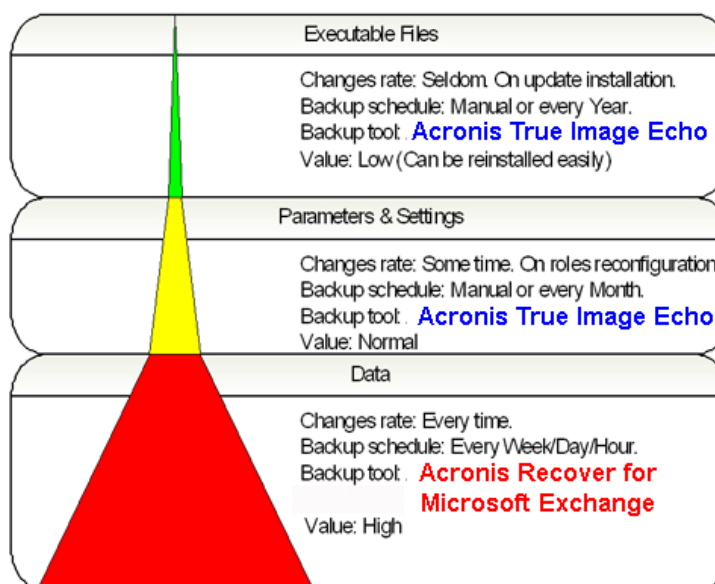 Executable Files
Changes rate: Seldom. On update installation.
Backup schedule: Manual or every Year.
Backup tool: Acronis True Image Echo
Value: Low (Can be reinstalled easily)
Parameters & Settings
Changes rate: Some time. On roles reconfiguration
Backup schedule: Manual or every Month.
Backup tool: Acronis True Image Echo
Value: Normal
Data
Changes rate: Every time.
Backup schedule: Every Week/Day/Hour.
Backup tool: Acronis Recover for
Microsoft Exchange
Value: High